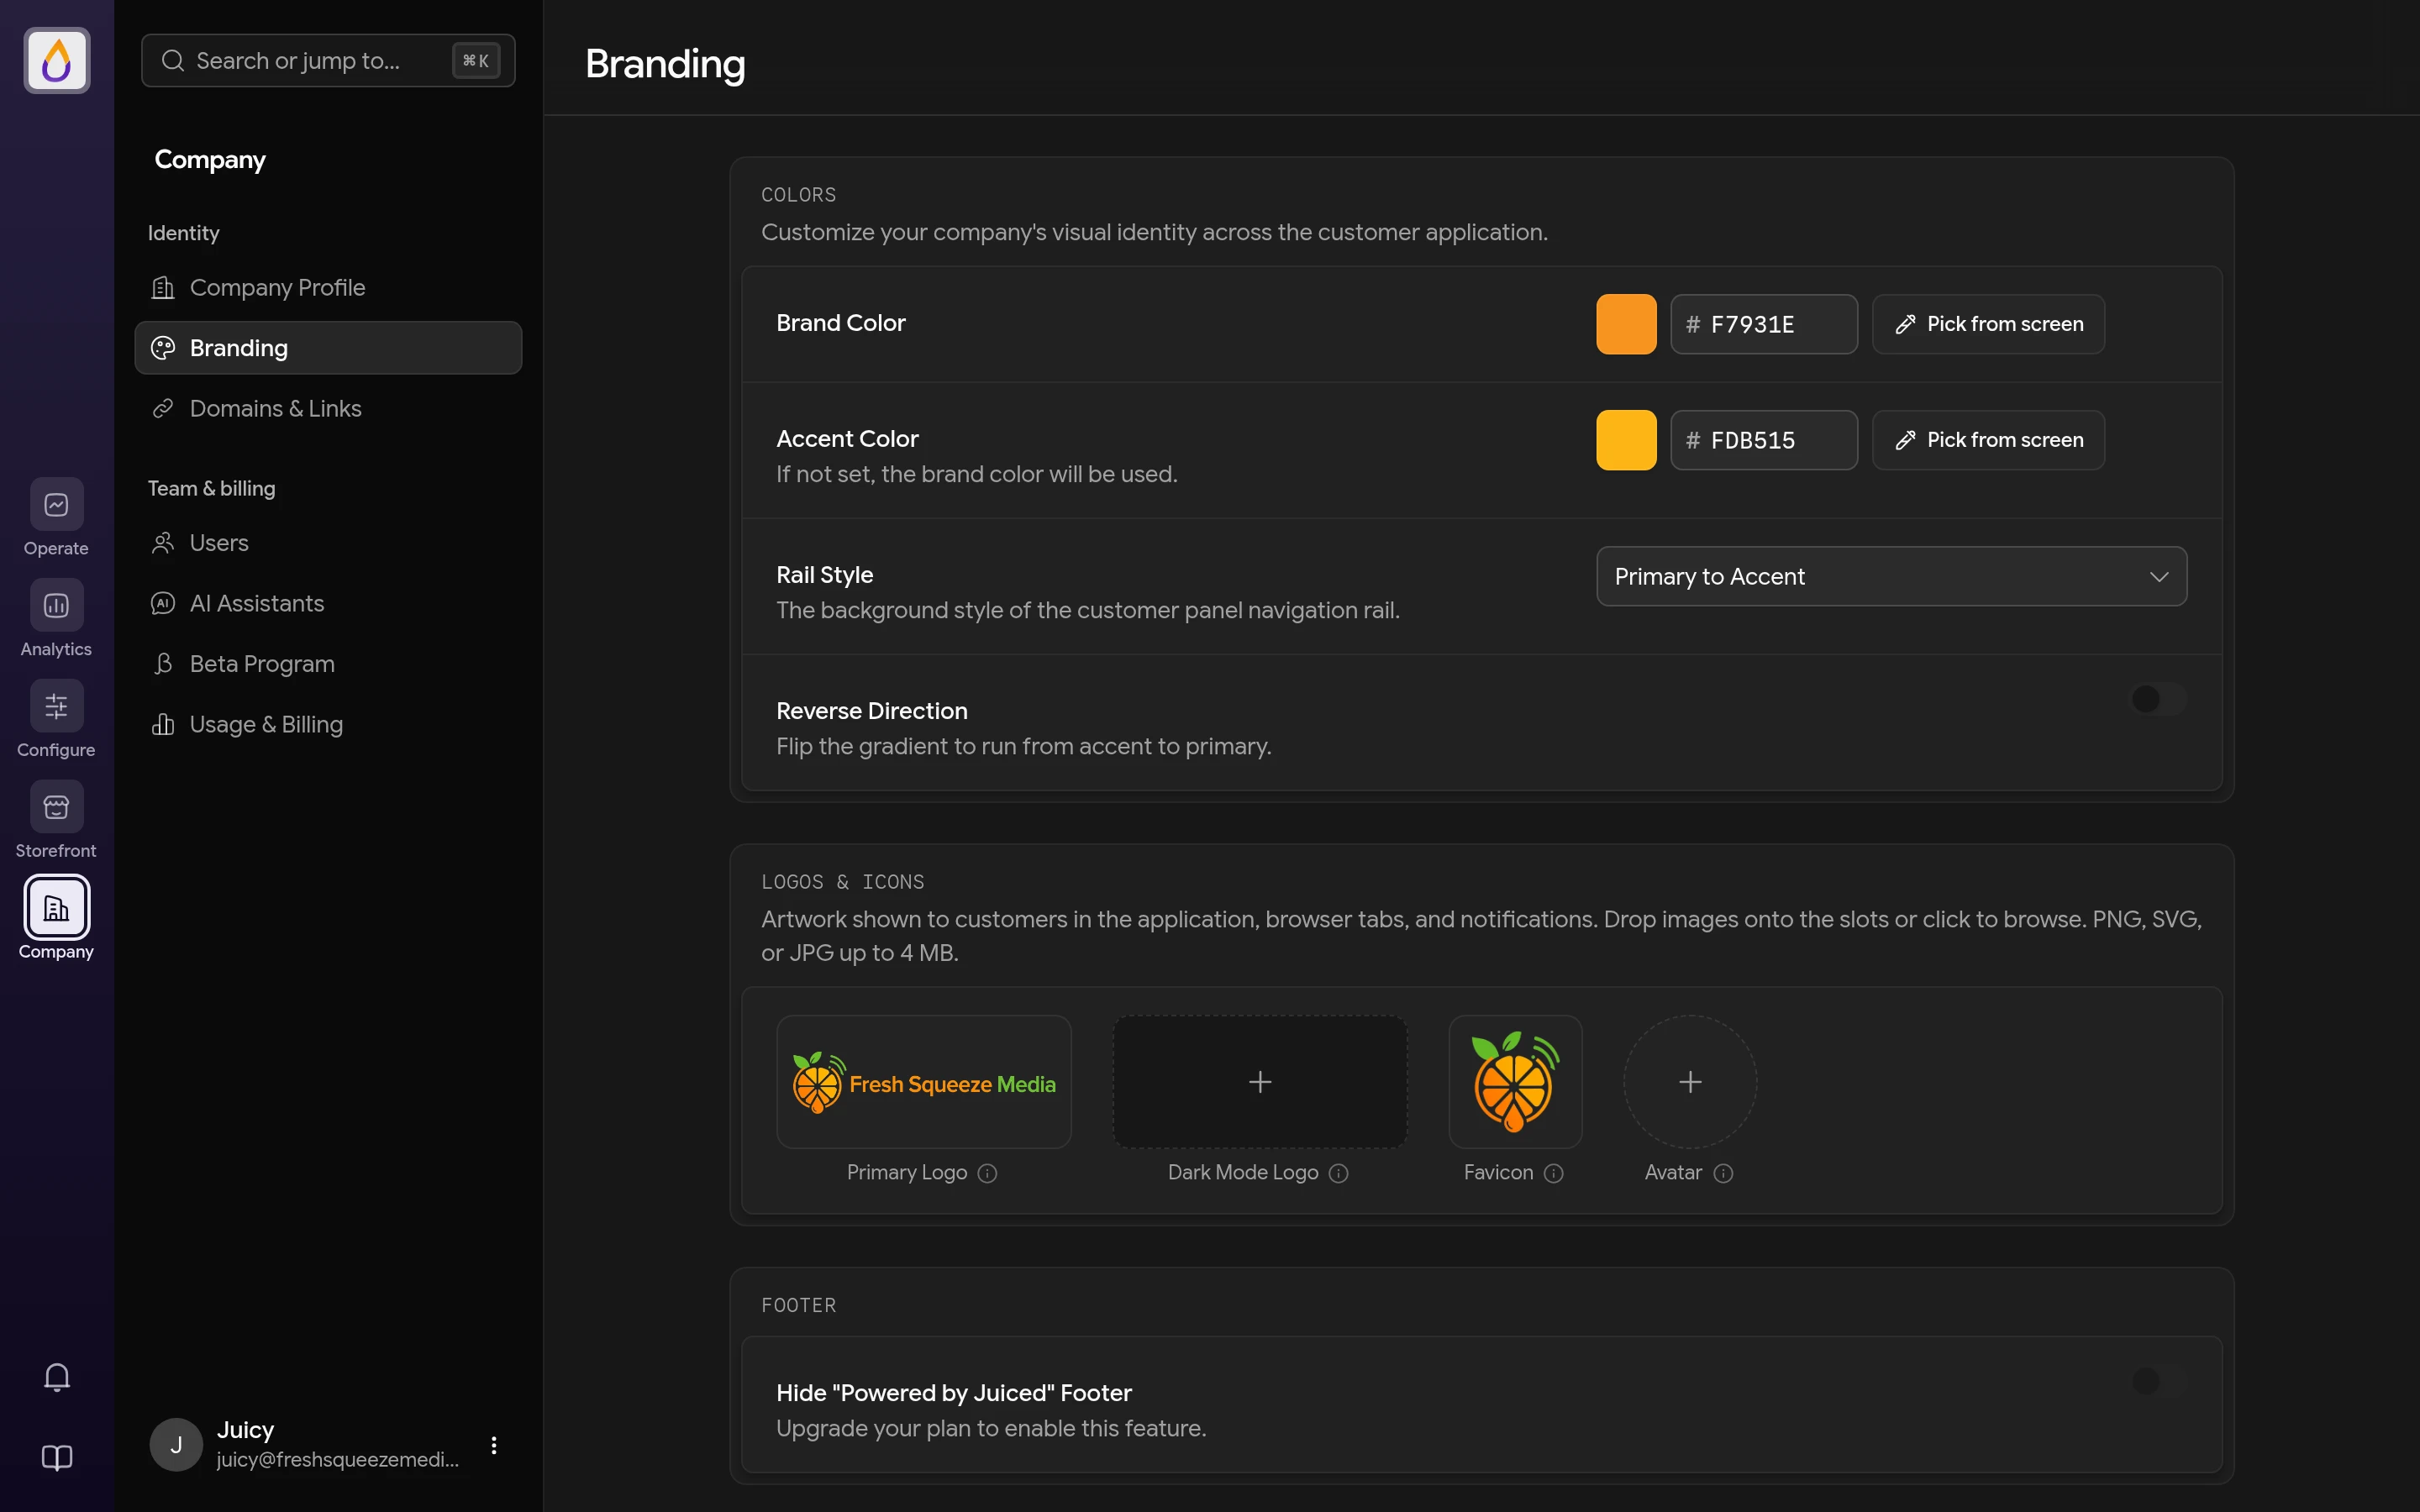 Search or jump to...
⌘K
Company
Identity
Company Profile
Branding
Domains & Links
Team & billing
Users
AI Assistants
Beta Program
Usage & Billing
Operate
Analytics
Configure
Storefront
Company
J
Juicy
juicy@freshsqueezemedi...
Branding
COLORS
Customize your company's visual identity across the customer application.
Brand Color
# F7931E
Pick from screen
Accent Color
If not set, the brand color will be used.
# FDB515
Pick from screen
Rail Style
The background style of the customer panel navigation rail.
Primary to Accent
Reverse Direction
Flip the gradient to run from accent to primary.
LOGOS & ICONS
Artwork shown to customers in the application, browser tabs, and notifications. Drop images onto the slots or click to browse. PNG, SVG,
or JPG up to 4 MB.
Fresh Squeeze Media
Primary Logo
Dark Mode Logo
Favicon
Avatar
FOOTER
Hide "Powered by Juiced" Footer
Upgrade your plan to enable this feature.